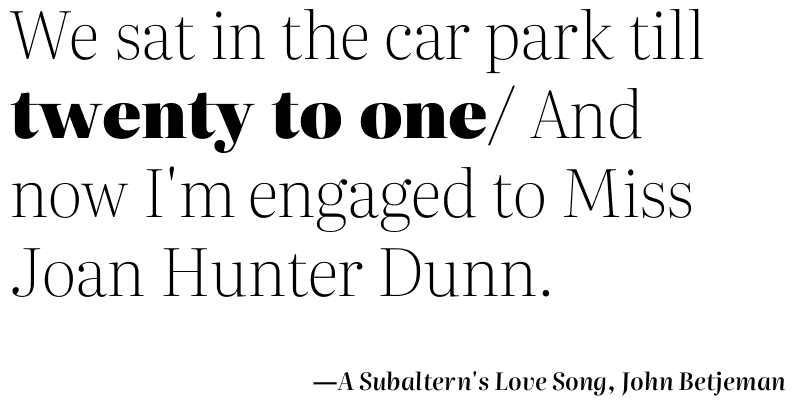 We sat in the car park till
twenty to one/ And
now I'm engaged to Miss
Joan Hunter Dunn.
—A Subaltern's Love Song, John Betjeman